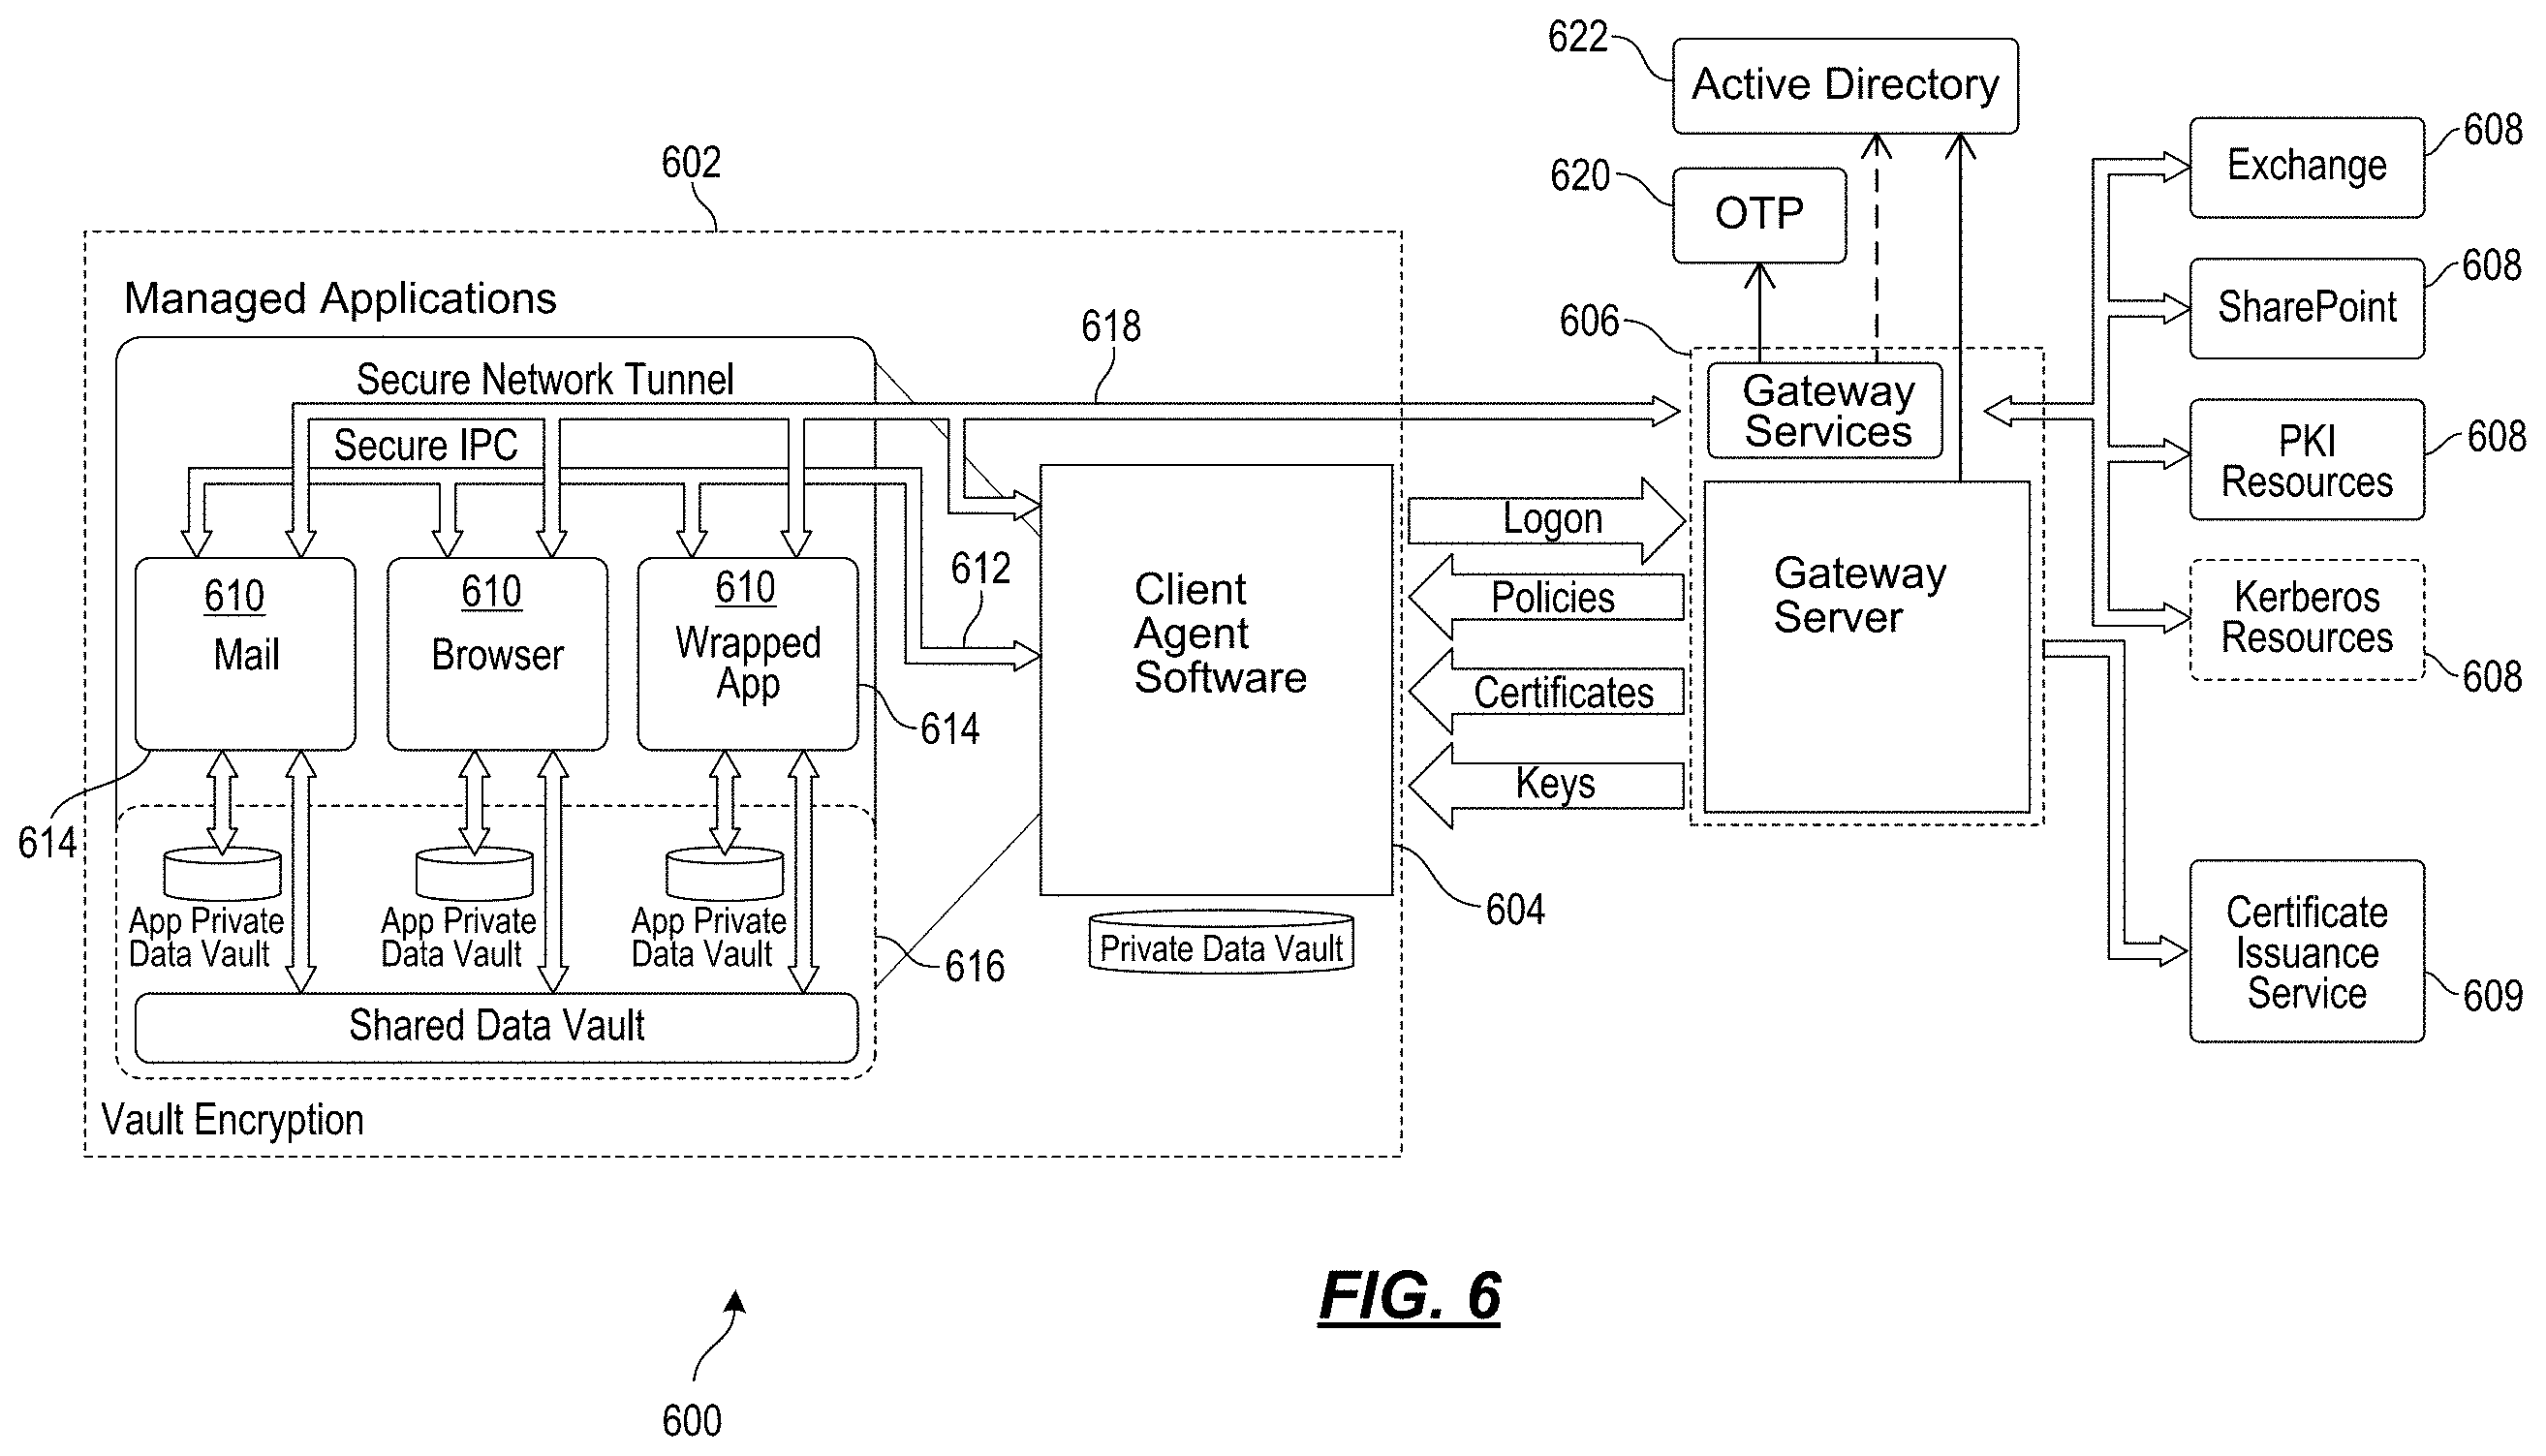 622
Active Directory
608
Exchange
602
620
OTP
608
SharePoint
Managed Applications
618
606
Secure Network Tunnel
Gateway
Services
Secure IPC
608
PKI
Resources
Logon
612
610
Mail
610
Browser
610
Wrapped
App
Client
Agent
Software
Policies
Gateway
Server
Kerberos
Resources
608
Certificates
614
Keys
614
App Private
Data Vault
App Private
Data Vault
App Private
Data Vault
616
604
Private Data Vault
Certificate
Issuance
Service
609
Shared Data Vault
Vault Encryption
FIG. 6
600